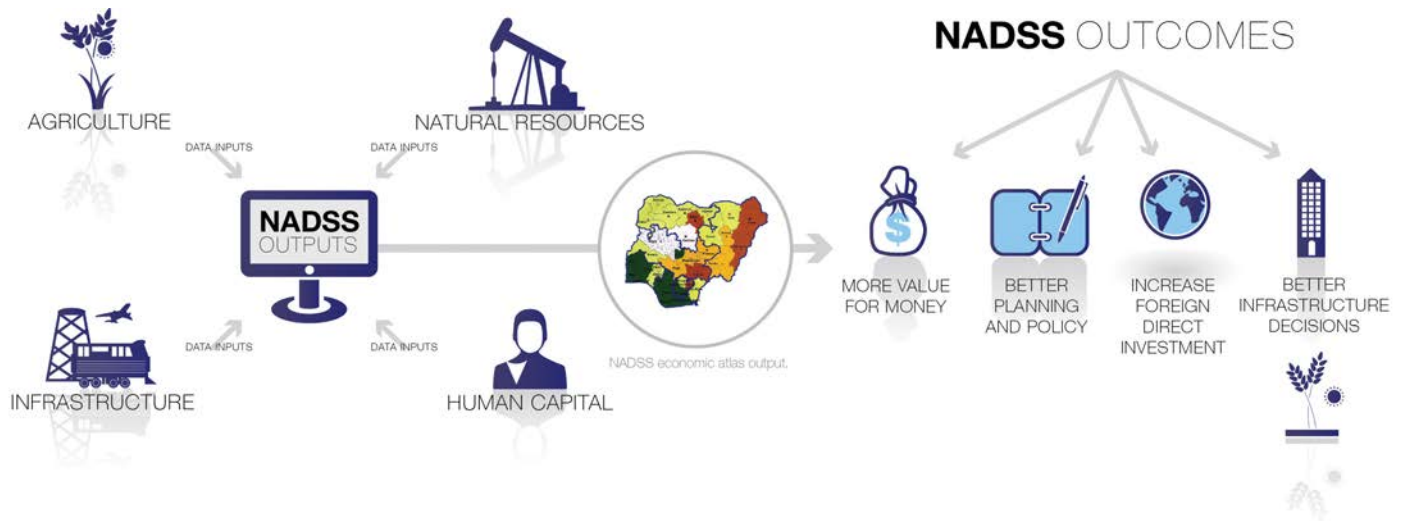 AGRICULTURE
DATA INPUTS
NATURAL RESOURCES
DATA INPUTS
NADSS
OUTPUTS
INFRASTRUCTURE
DATA INPUTS
HUMAN CAPITAL
DATA INPUTS
NADSS economic atlas output.
NADSS OUTCOMES
MORE VALUE
FOR MONEY
BETTER
PLANNING
AND POLICY
INCREASE
FOREIGN
DIRECT
INVESTMENT
BETTER
INFRASTRUCTURE
DECISIONS